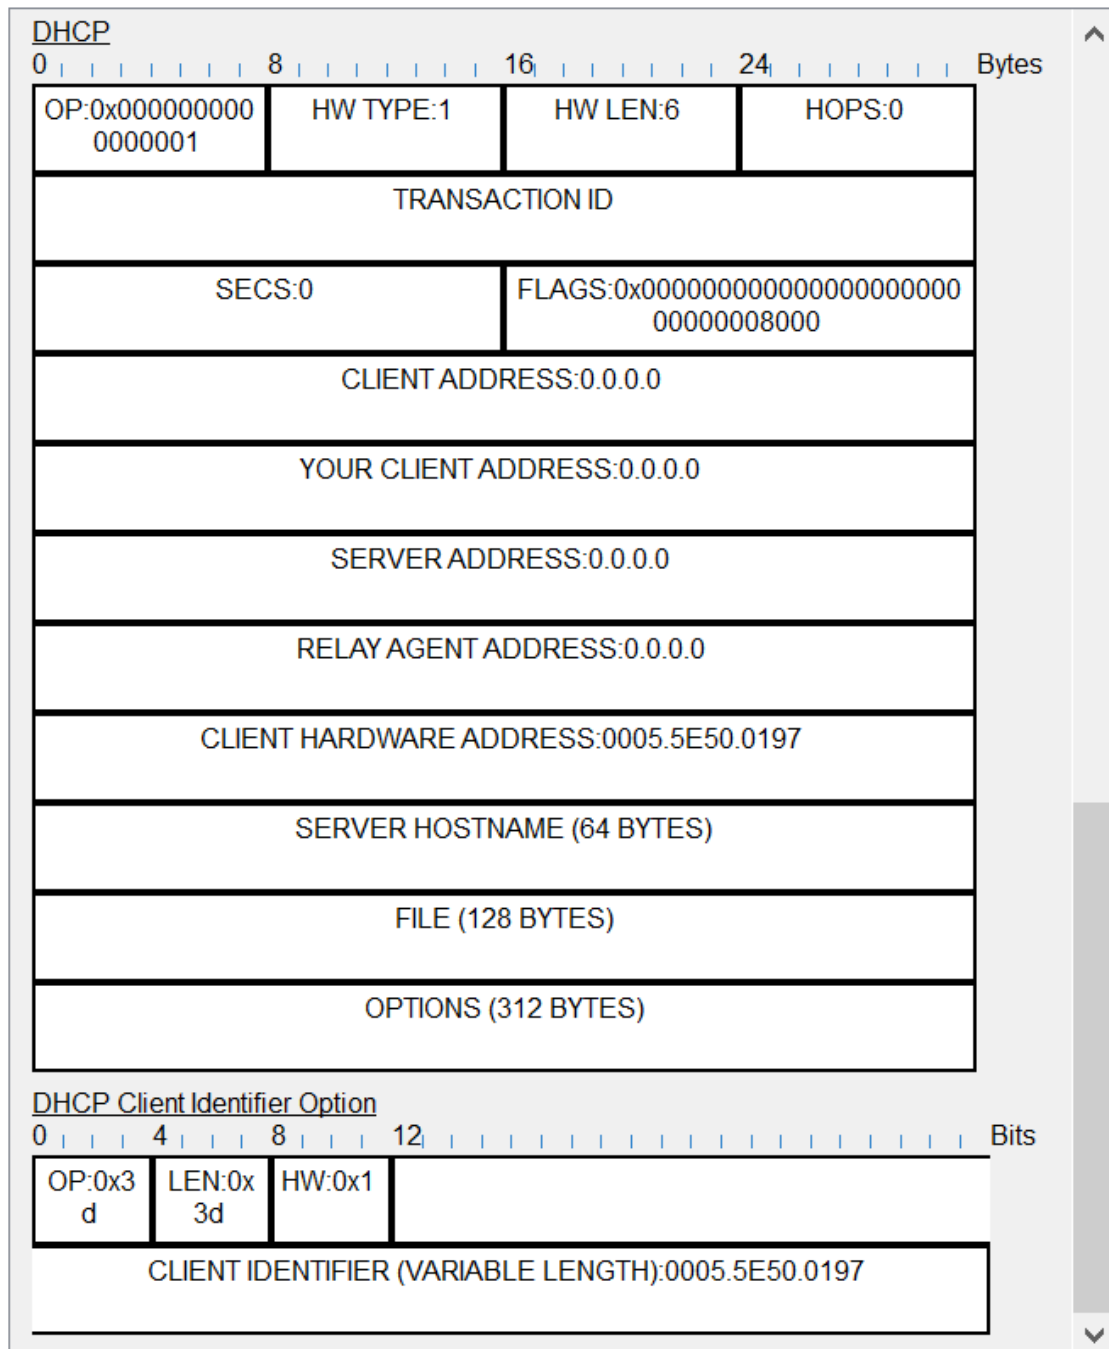 DHCP
0 8 16 24 Bytes
OP:0x000000000 HW TYPE:1 HW LEN:6 HOPS:0
0000001
TRANSACTION ID
SECS:0 FLAGS:0x000000000000000000000
00000008000
CLIENT ADDRESS:0.0.0.0
YOUR CLIENT ADDRESS:0.0.0.0
SERVER ADDRESS:0.0.0.0
RELAY AGENT ADDRESS:0.0.0.0
CLIENT HARDWARE ADDRESS:0005.5E50.0197
SERVER HOSTNAME (64 BYTES)
FILE (128 BYTES)
OPTIONS (312 BYTES)
DHCP Client Identifier Option
0 4 8 12 Bits
OP:0x3 LEN:0x HW:0x1
d 3d
CLIENT IDENTIFIER (VARIABLE LENGTH):0005.5E50.0197